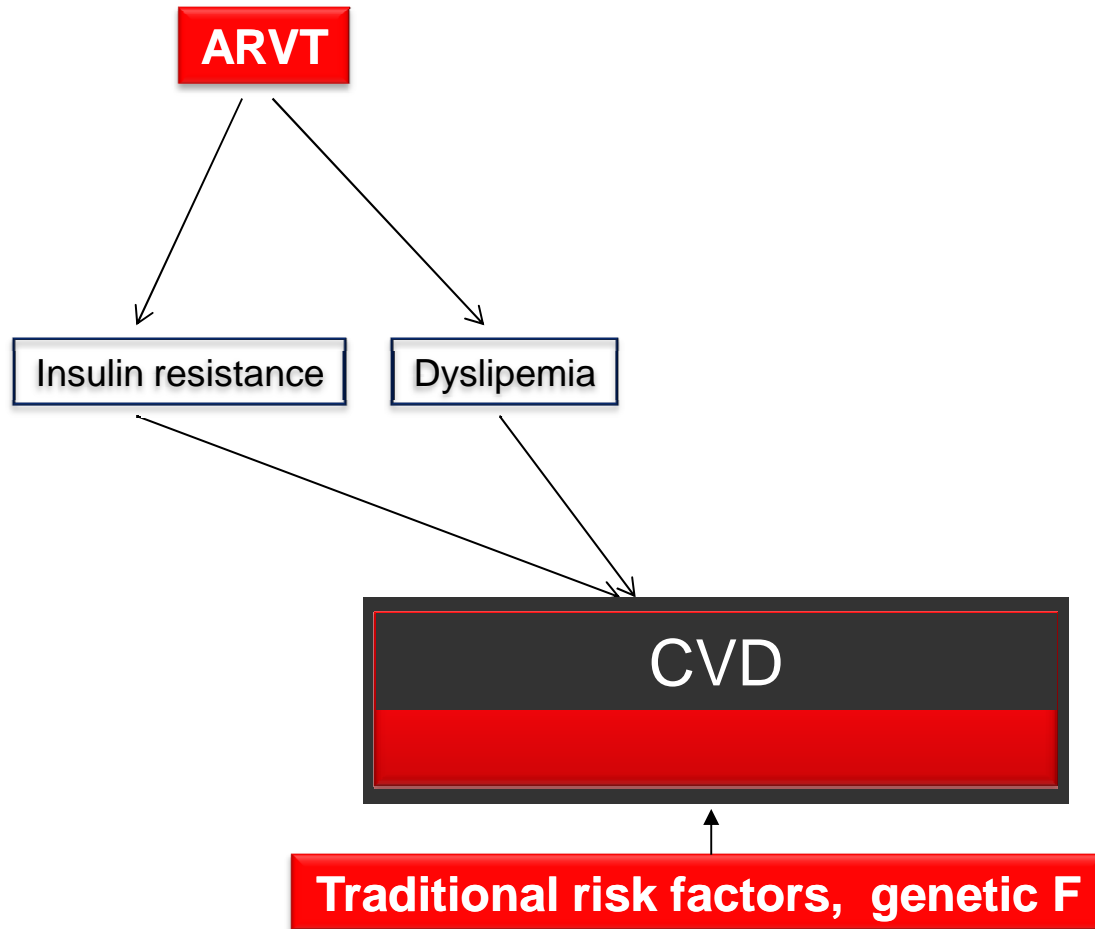 ARVT
Insulin resistance
Dyslipemia
CVD
Traditional risk factors,  genetic F